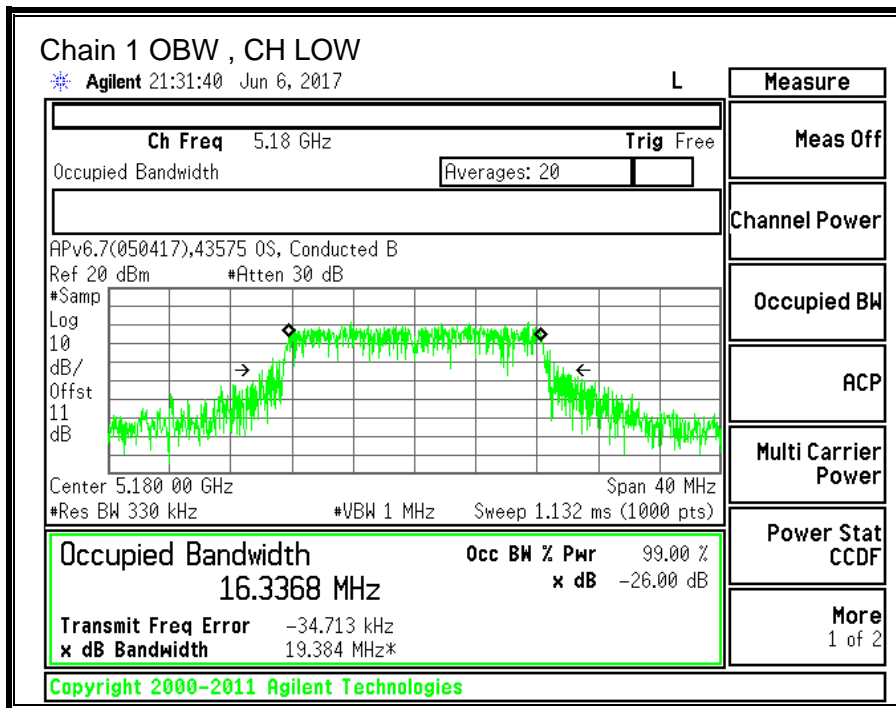 Chain 1 OBW , CH LOW
Agilent 21:31:40 Jun 6, 2017 L
Measure
Ch Freq 5.18 GHz Trig Free
Occupied Bandwidth Averages: 20
APv6.7(050417),43575 OS, Conducted B
Ref 20 dBm #Atten 30 dB
#Samp
Log
10
dB/
Offst
11
dB
Center 5.180 00 GHz Span 40 MHz
#Res BW 330 kHz #VBW 1 MHz Sweep 1.132 ms (1000 pts)
Occupied Bandwidth
16.3368 MHz
Occ BW % Pwr 99.00 %
x dB -26.00 dB
Transmit Freq Error -34.713 kHz
x dB Bandwidth 19.384 MHz*
Meas Off
Channel Power
Occupied BW
ACP
Multi Carrier
Power
Power Stat
CCDF
More
1 of 2
Copyright 2000-2011 Agilent Technologies